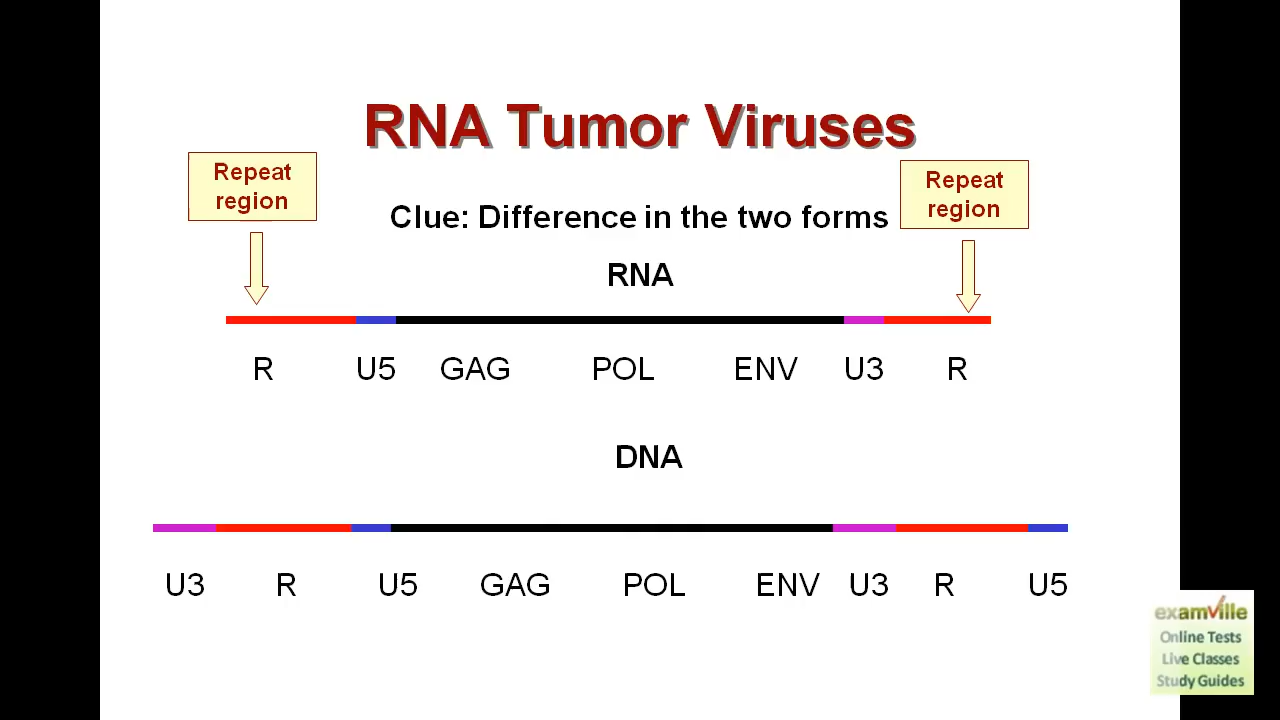 RNA Tumor Viruses
Repeat
region
Repeat
region
Clue: Difference in the two forms
RNA
R U5 GAG POL ENV U3 R
DNA
U3 R U5 GAG POL ENV U3 R U5
examville
Online Tests
Live Classes
Study Guides